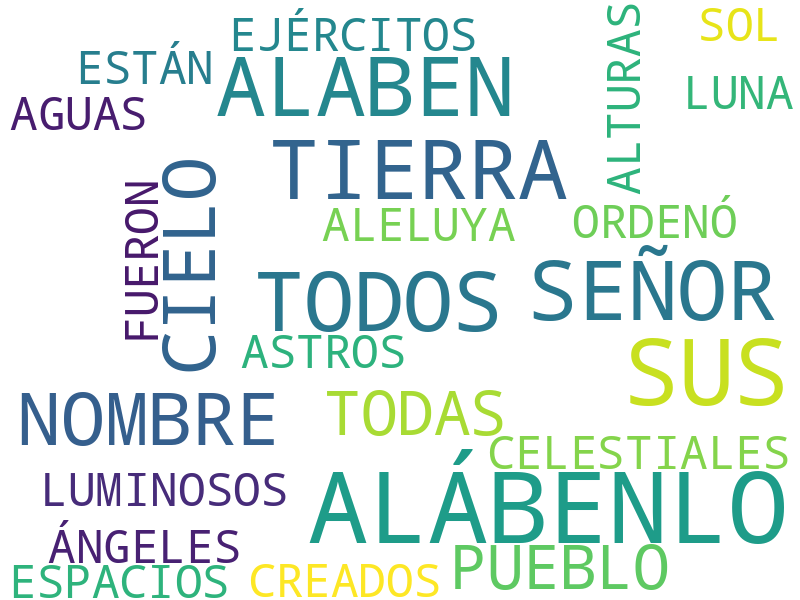 EJÉRCITOS
SOL
ESTÁN
ALABEN
ALTURAS
LUNA
AGUAS
TIERRA
CIELO
FUERON
ALELUYA
ORDENÓ
TODOS
SEÑOR
ASTROS
SUS
NOMBRE
TODAS
CELESTIALES
LUMINOSOS
ALÁBENLO
ÁNGELES
PUEBLO
ESPACIOS
CREADOS